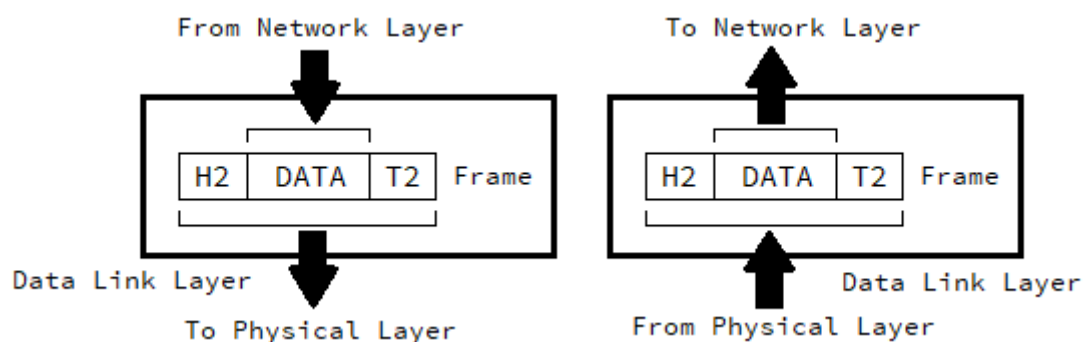 From Network Layer
To Network Layer
H2 DATA T2 Frame
H2 DATA T2 Frame
Data Link Layer
Data Link Layer
To Physical Layer
From Physical Layer